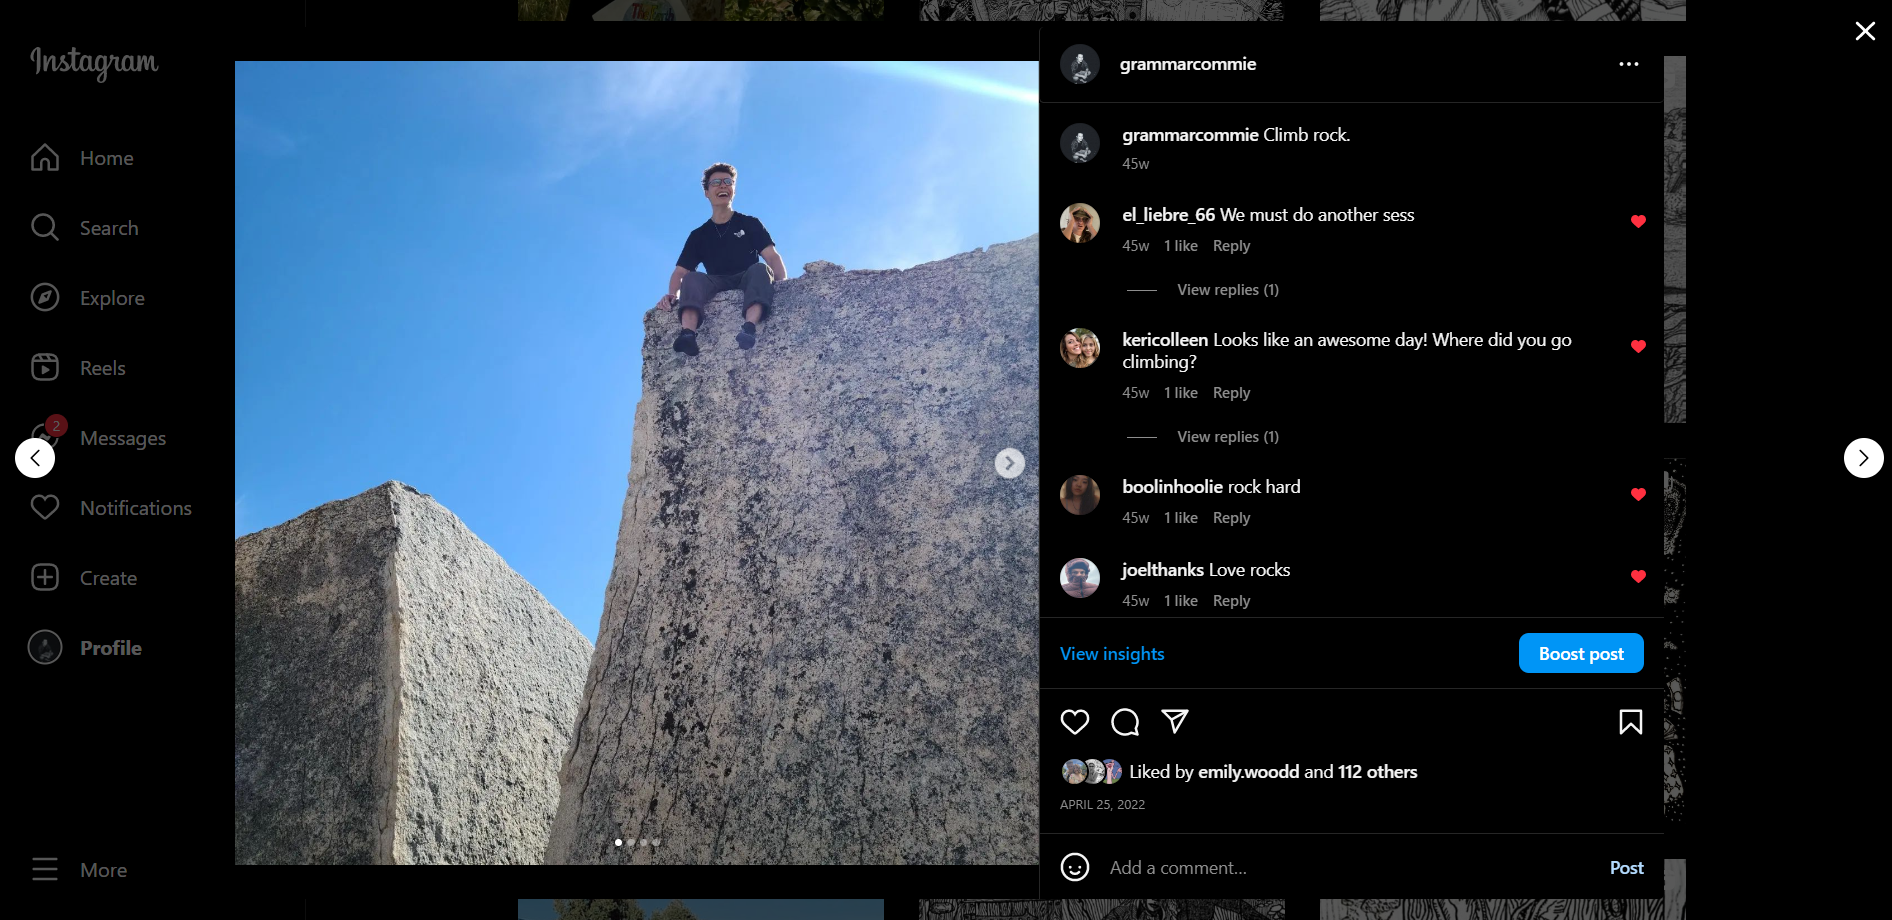 Instagram
Home
Search
Explore
Reels
2
Messages
Notifications
Create
Profile
More
grammarcommie
grammarcommie Climb rock.
45w
el_liebre_66 We must do another sess
45w 1 like Reply
View replies (1)
kericolleen Looks like an awesome day! Where did you go
climbing?
45w 1 like Reply
View replies (1)
boolinhoolie rock hard
45w 1 like Reply
joelthanks Love rocks
45w 1 like Reply
View insights
Boost post
Liked by emily.woodd and 112 others
APRIL 25, 2022
Add a comment...
Post